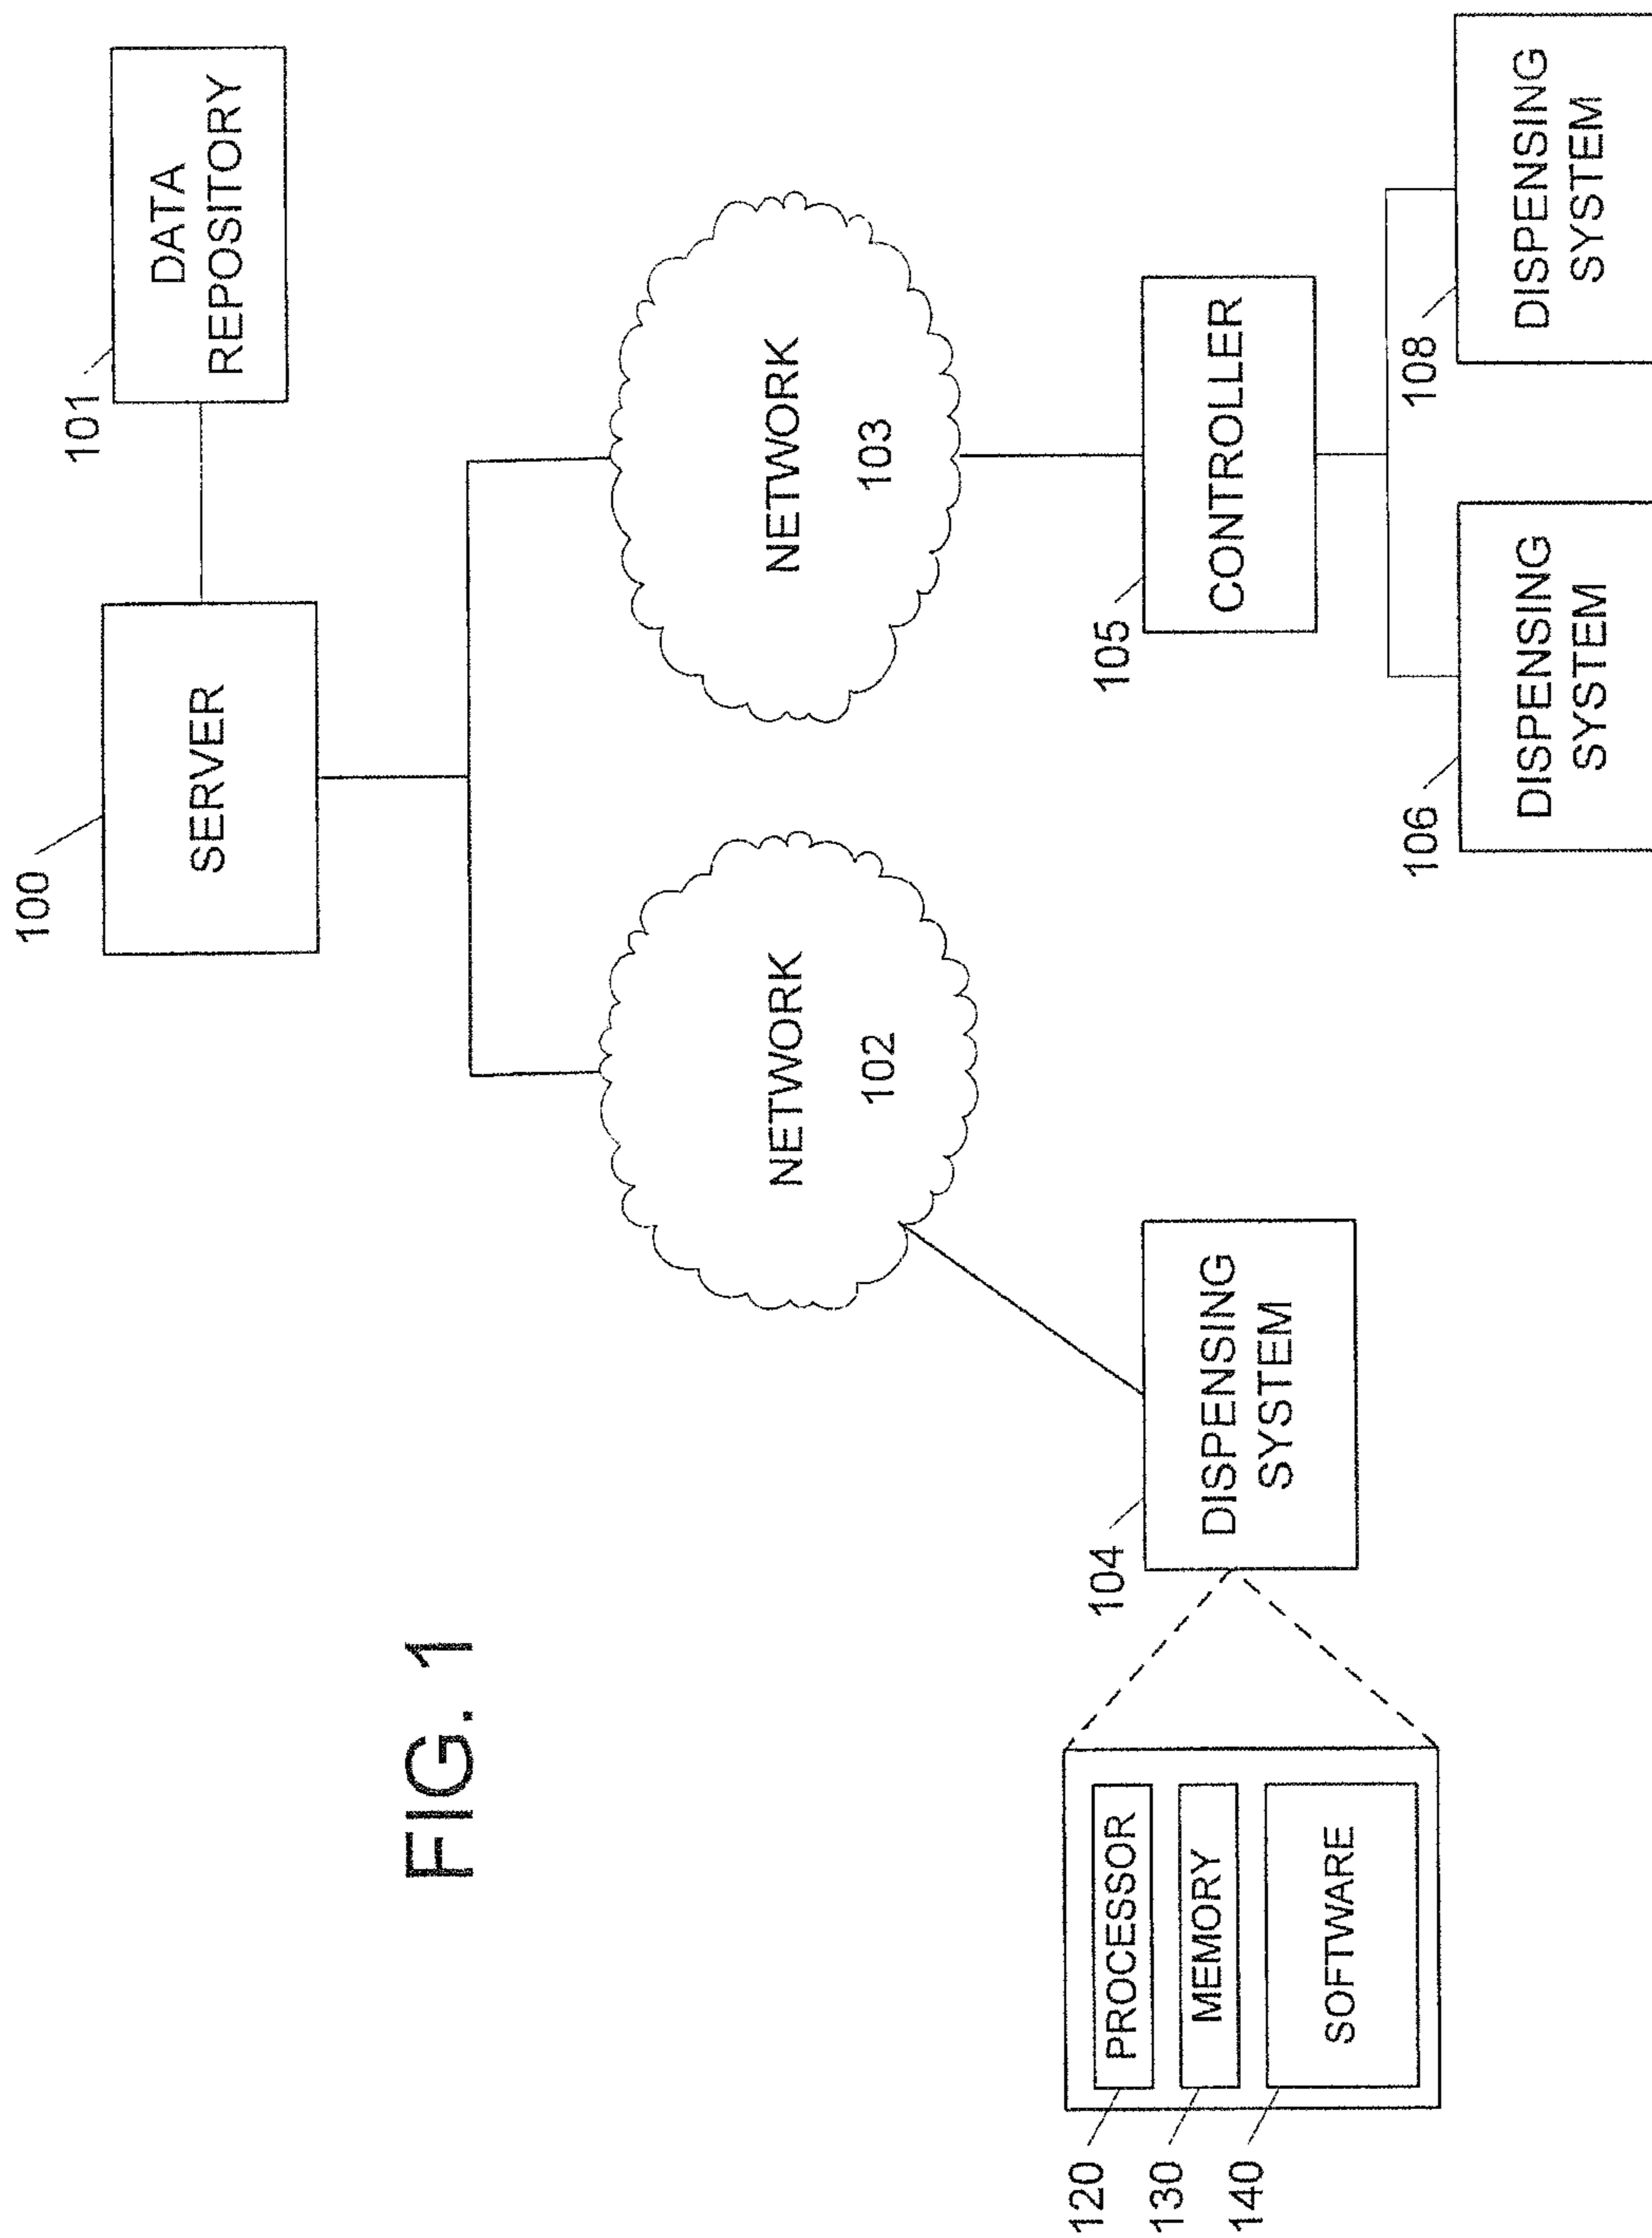 FIG. 1
100
SERVER
101
DATA
REPOSITORY
NETWORK
102
NETWORK
103
104
DISPENSING
SYSTEM
105
CONTROLLER
120
PROCESSOR
130
MEMORY
140
SOFTWARE
106
DISPENSING
SYSTEM
108
DISPENSING
SYSTEM